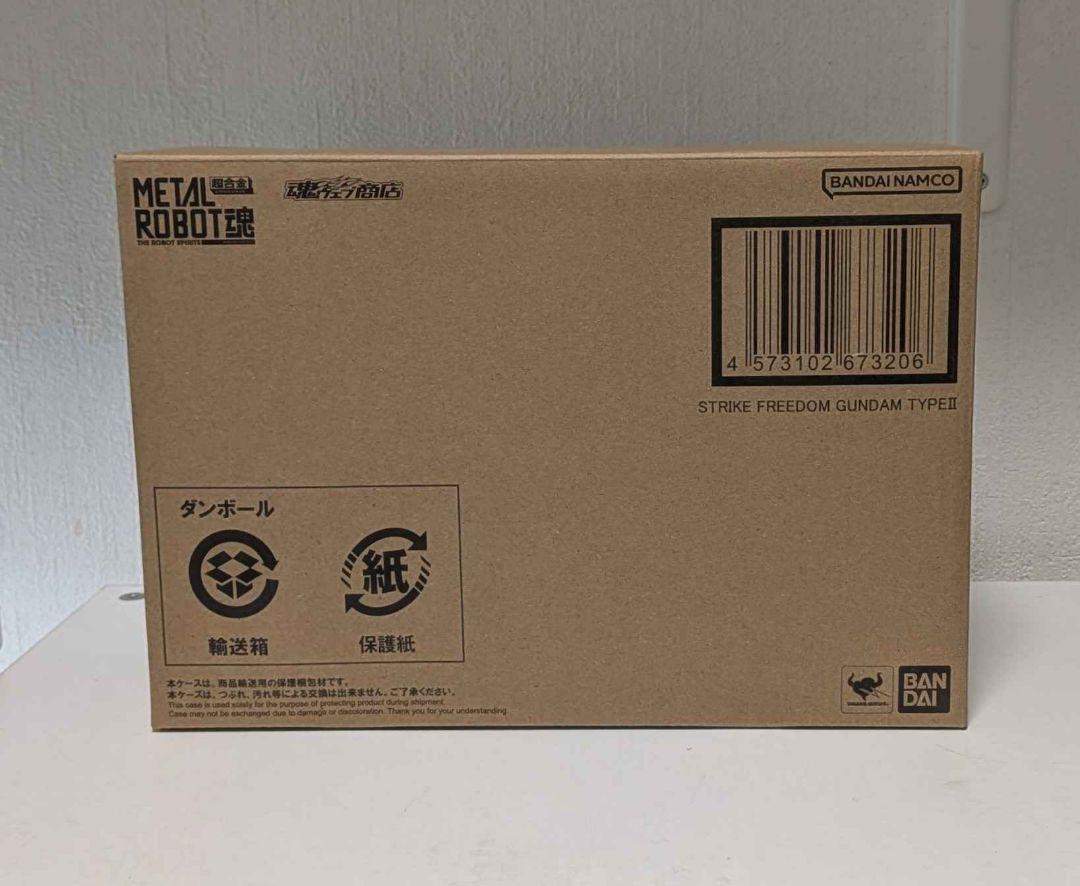 METAL 超合金
ROBOT魂
THE ROBOT SPIRITS
魂ウェブ商店
BANDAI NAMCO
4 573102 673206
STRIKE FREEDOM GUNDAM TYPEⅡ
ダンボール
紙
輸送箱
保護紙
本ケースは、商品輸送用の保護梱包材です。
本ケースは、つぶれ、汚れ等による交換は出来ません。ご了承ください。
This case is used solely for the purpose of protecting product during shipment.
Case may not be exchanged due to damage or discoloration. Thank you for your understanding.
BAN
DAI